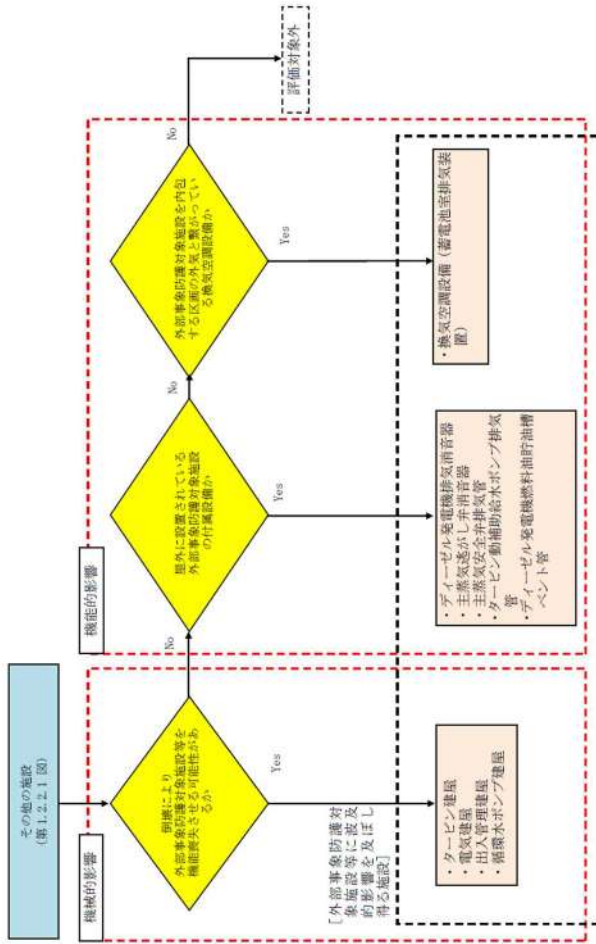 その他の施設
(第1.2.2.1 図)
機械的影響
倒壊により
外部事象防護対象施設等を
機能喪失させる可能性があ
るか
No
Yes
[外部事象防護対
象施設等に波及
的影響を及ぼし
得る施設]
・タービン建屋
・電気建屋
・出入管理建屋
・循環水ポンプ建屋
機能的影響
屋外に設置されている
外部事象防護対象施設
の付属設備か
No
Yes
・ディーゼル発電機排気消音器
・主蒸気逃がし弁消音器
・主蒸気安全弁排気管
・タービン動補助給水ポンプ排気
管
・ディーゼル発電機燃料油貯油槽
ベント管
外部事象防護対象施設を内包
する区画の外気と繋がってい
る換気空調設備か
No
Yes
・換気空調設備（蓄電池室排気装
置）
評価対象外